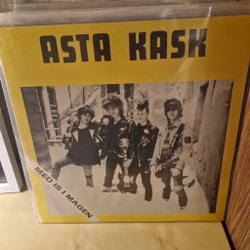 ASTA KASK
MED IS I MAGEN